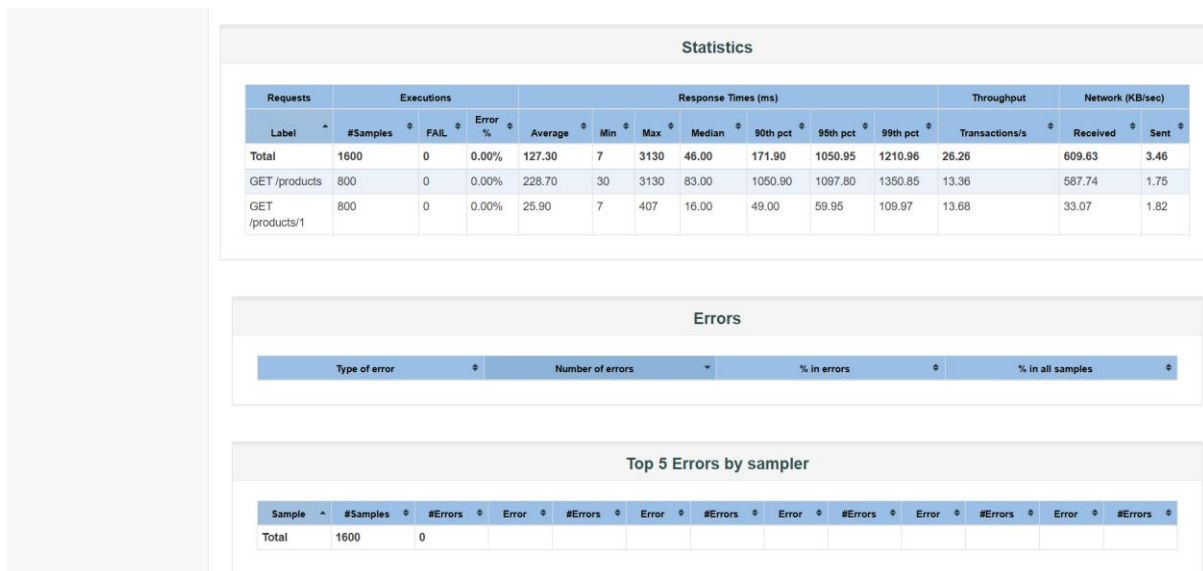 Statistics
Requests Executions Response Times (ms) Throughput Network (KB/sec)
Label #Samples FAIL Error % Average Min Max Median 90th pct 95th pct 99th pct Transactions/s Received Sent
Total 1600 0 0.00% 127.30 7 3130 46.00 171.90 1050.95 1210.96 26.26 609.63 3.46
GET /products 800 0 0.00% 228.70 30 3130 83.00 1050.90 1097.80 1350.85 13.36 587.74 1.75
GET /products/1 800 0 0.00% 25.90 7 407 16.00 49.00 59.95 109.97 13.68 33.07 1.82
Errors
Type of error Number of errors % in errors % in all samples
Top 5 Errors by sampler
Sample #Samples #Errors Error #Errors Error #Errors Error #Errors Error #Errors Error #Errors
Total 1600 0